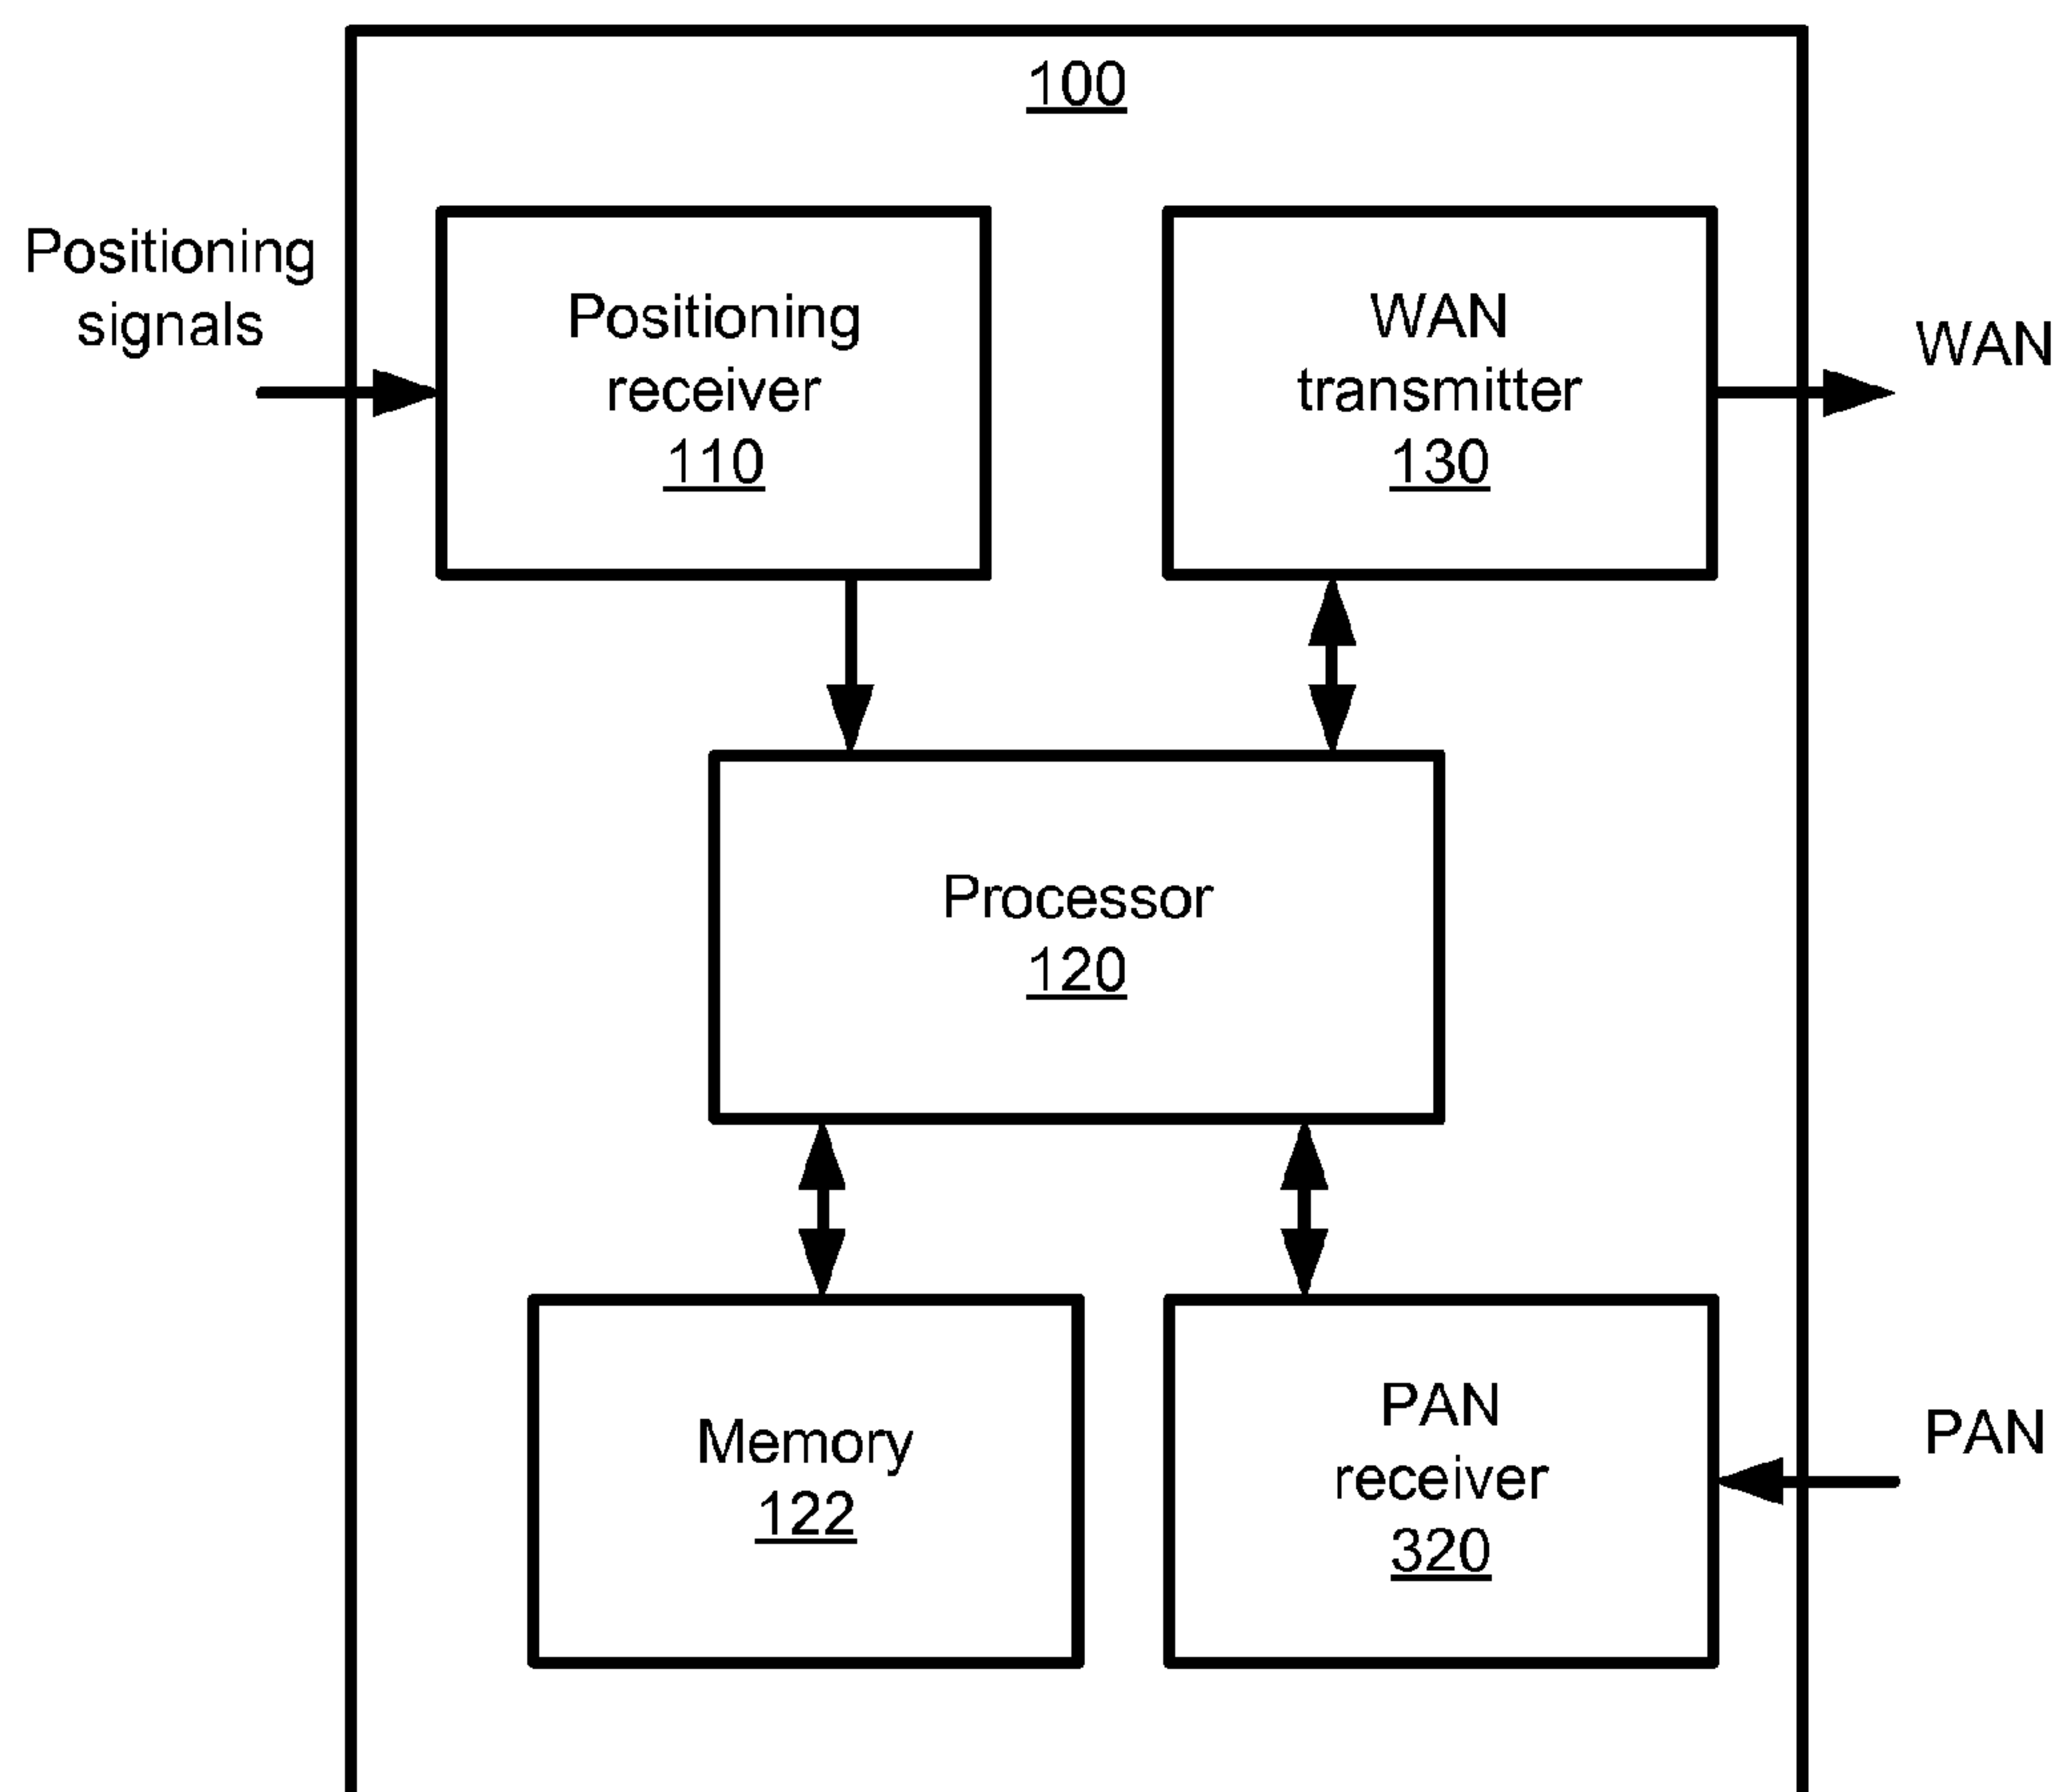 100
Positioning
signals
Positioning
receiver
110
WAN
transmitter
130
WAN
Processor
120
Memory
122
PAN
receiver
320
PAN